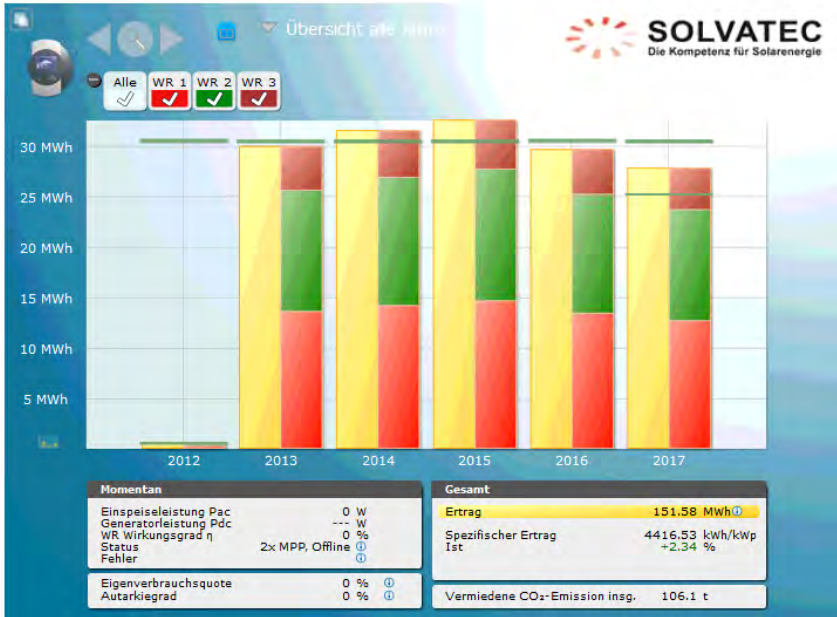 Übersicht alle Jahre
SOLVATEC
Die Kompetenz für Solarenergie
Alle WR 1 WR 2 WR 3
30 MWh
25 MWh
20 MWh
15 MWh
10 MWh
5 MWh
2012 2013 2014 2015 2016 2017
Momentan
Einspeiseleistung Pac 0 W
Generatorleistung Pdc --- W
WR Wirkungsgrad η 0 %
Status 2x MPP, Offline
Fehler
Eigenverbrauchsquote 0 %
Autarkiegrad 0 %
Gesamt
Ertrag 151.58 MWh
Spezifischer Ertrag 4416.53 kWh/kWp
Ist +2.34 %
Vermiedene CO₂-Emission insg. 106.1 t